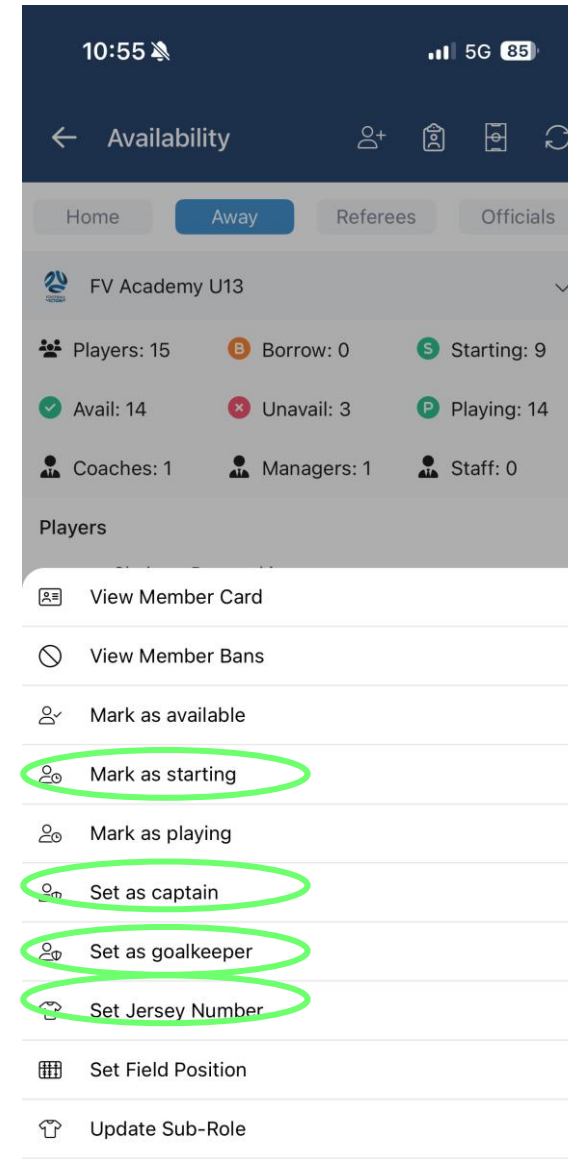 10:55 5G 85
Availability
Home Away Referees Officials
FV Academy U13
Players: 15 B Borrow: 0 S Starting: 9
Avail: 14 Unavail: 3 P Playing: 14
Coaches: 1 Managers: 1 Staff: 0
Players
View Member Card
View Member Bans
Mark as available
Mark as starting
Mark as playing
Set as captain
Set as goalkeeper
Set Jersey Number
Set Field Position
Update Sub-Role